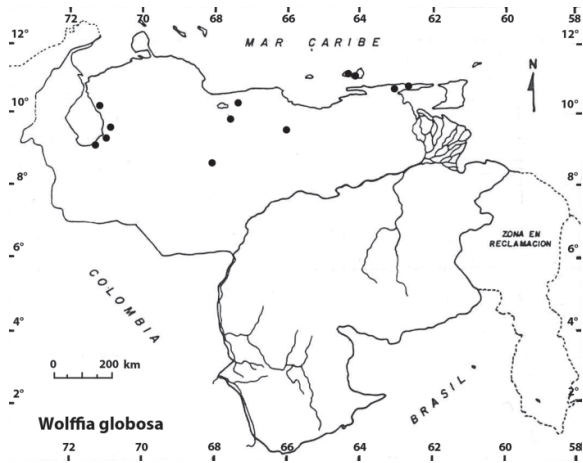 72 70 68 66 64 62 60 58
12° 12°
MAR CARIBE
N
10° 10°
8° 8°
ZONA EN
RECLAMACION
6° 6°
COLOMBIA
4° 4°
0 200 km
BRASIL
2° 2°
Wolffia globosa
72 70 68 66 64 62 60 58